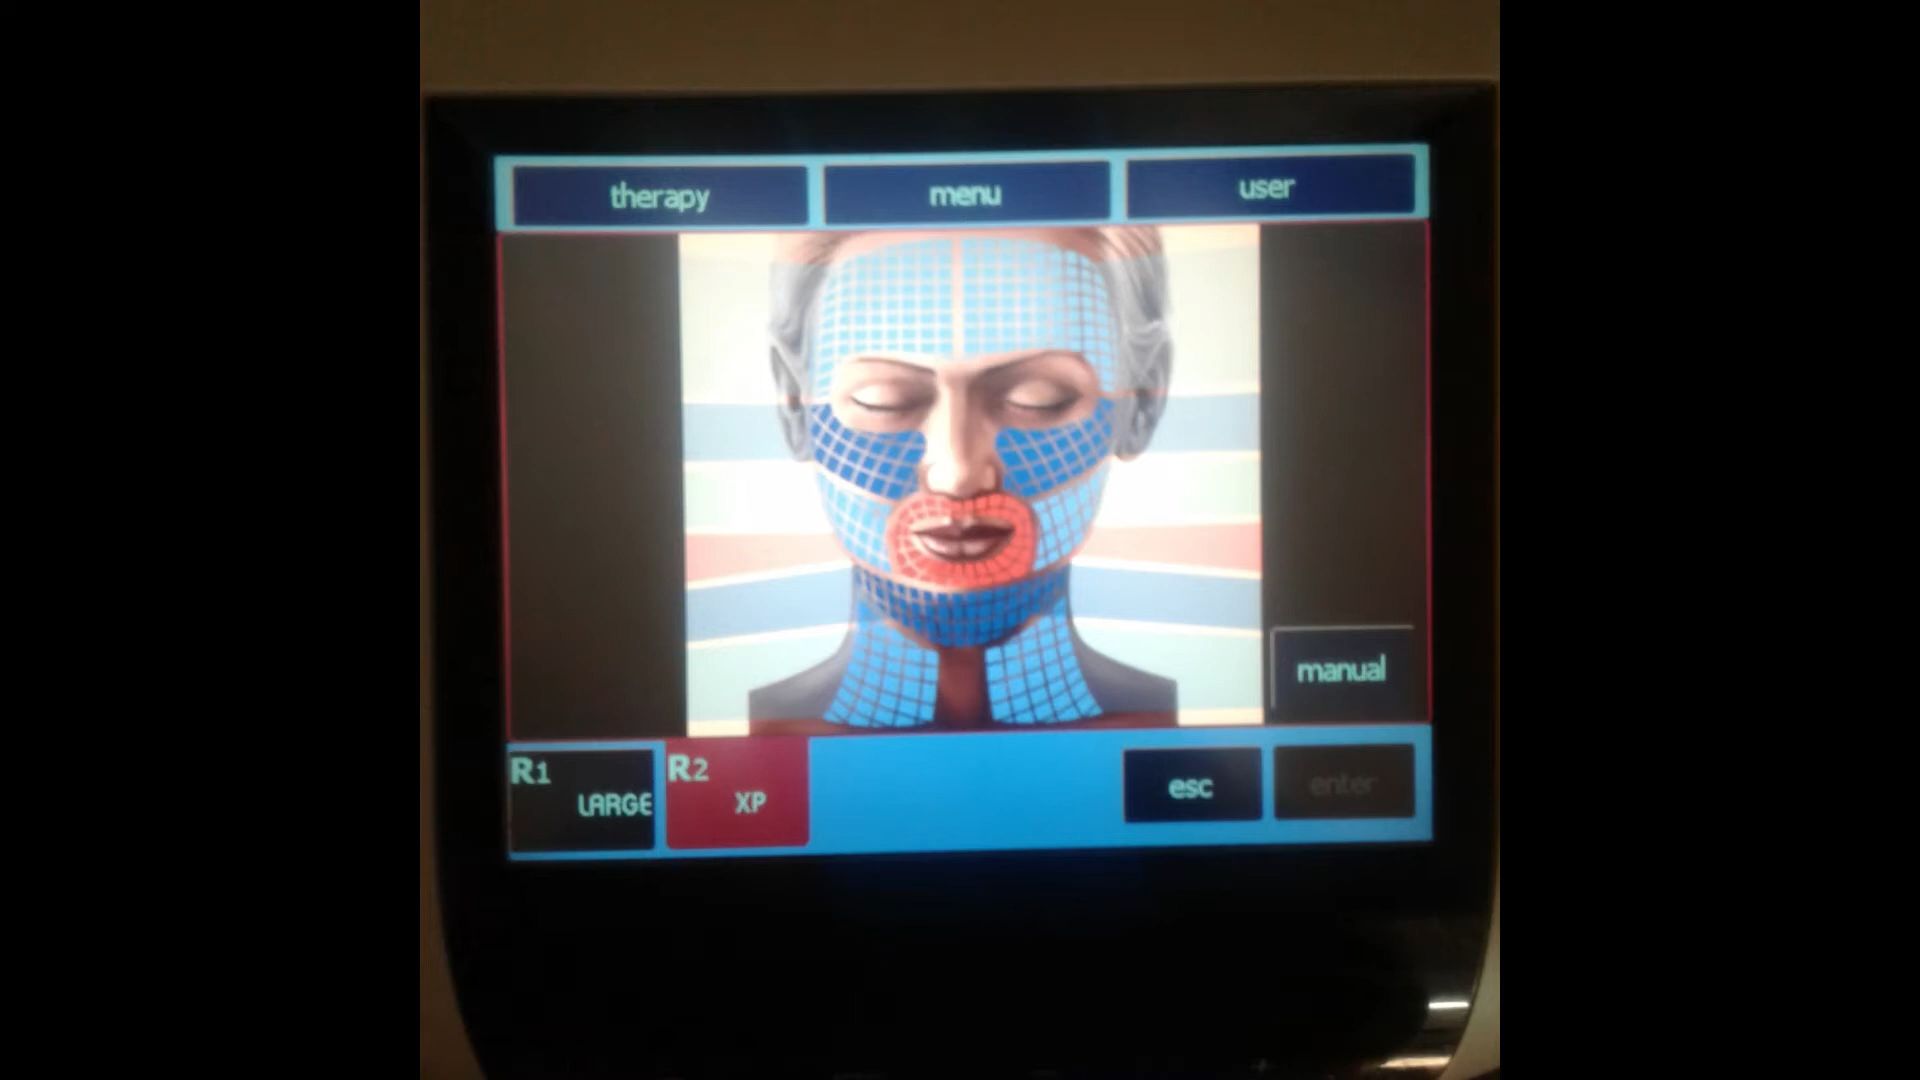 therapy
menu
user
manual
R1
LARGE
R2
XP
esc
enter